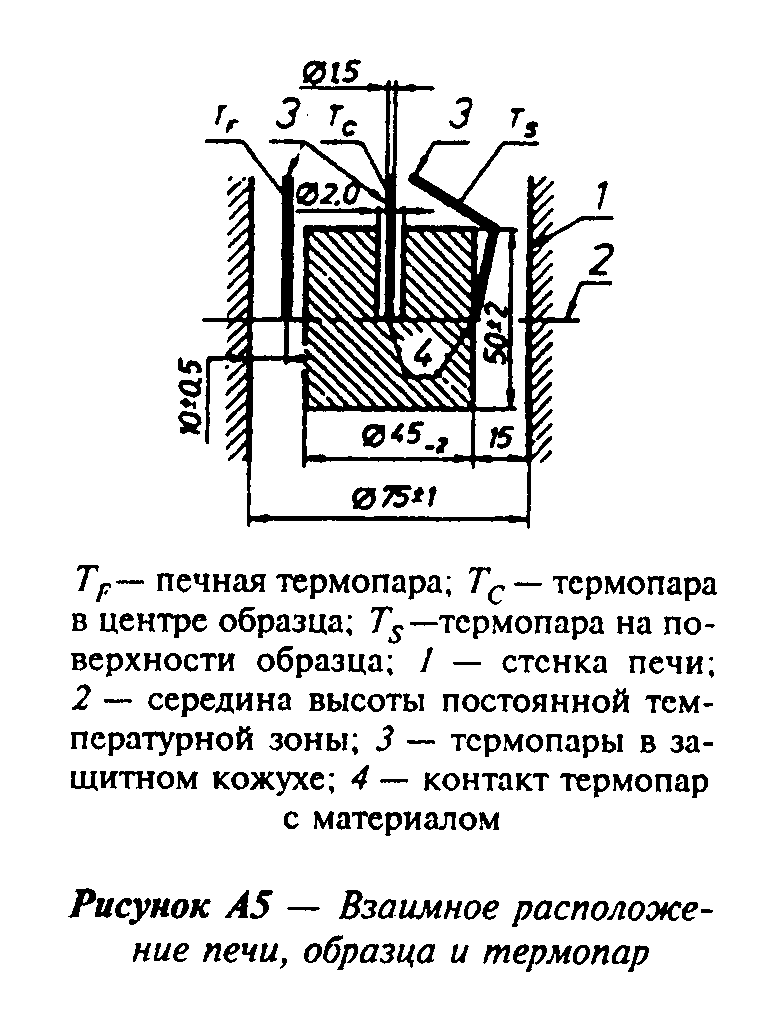 Ø1,5
T_F 3 T_C 3 T_S
Ø2,0
1
2
4
50±2
10±0,5
Ø45₋₂ 15
Ø75±1
T_F — печная термопара; T_C — термопара
в центре образца; T_S —термопара на по-
верхности образца; 1 — стенка печи;
2 — середина высоты постоянной тем-
пературной зоны; 3 — термопары в за-
щитном кожухе; 4 — контакт термопар
с материалом
Рисунок А5 — Взаимное расположе-
ние печи, образца и термопар